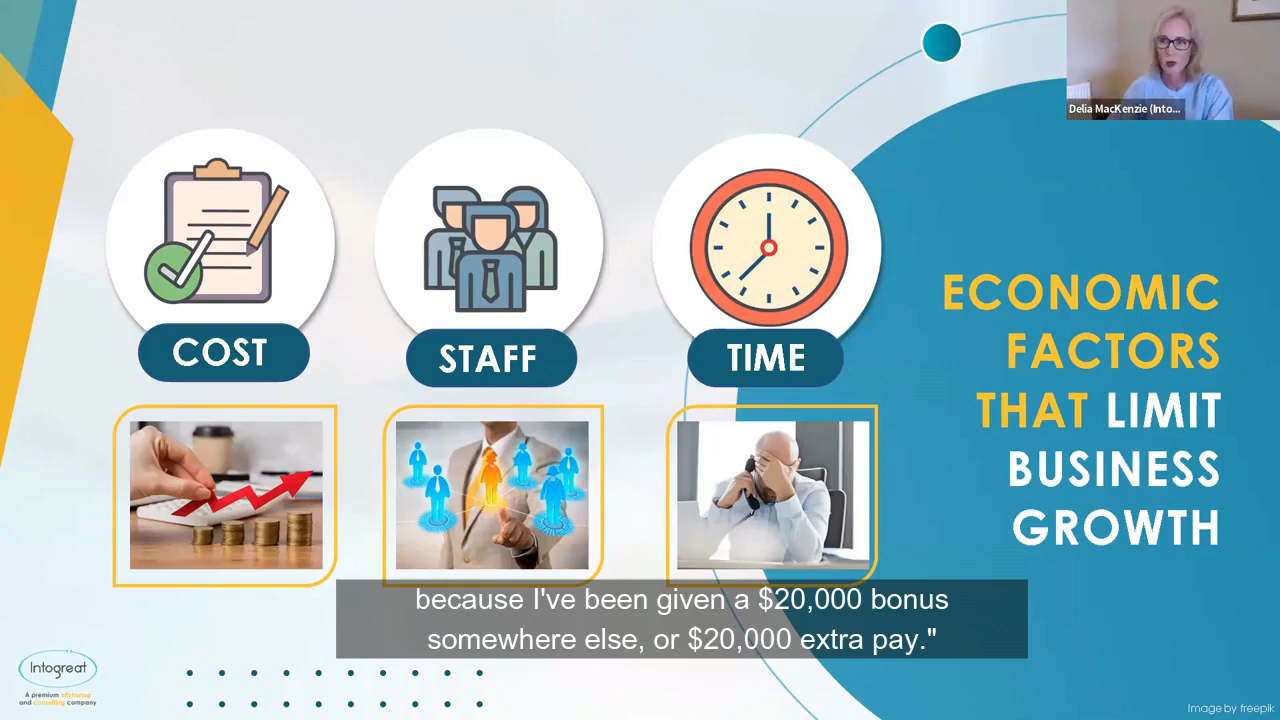 Delia MacKenzie (Into...
COST
STAFF
TIME
ECONOMIC
FACTORS
THAT LIMIT
BUSINESS
GROWTH
because I've been given a $20,000 bonus
somewhere else, or $20,000 extra pay."
Intogreat
A premium offshoring
and consulting company
Image by freepik